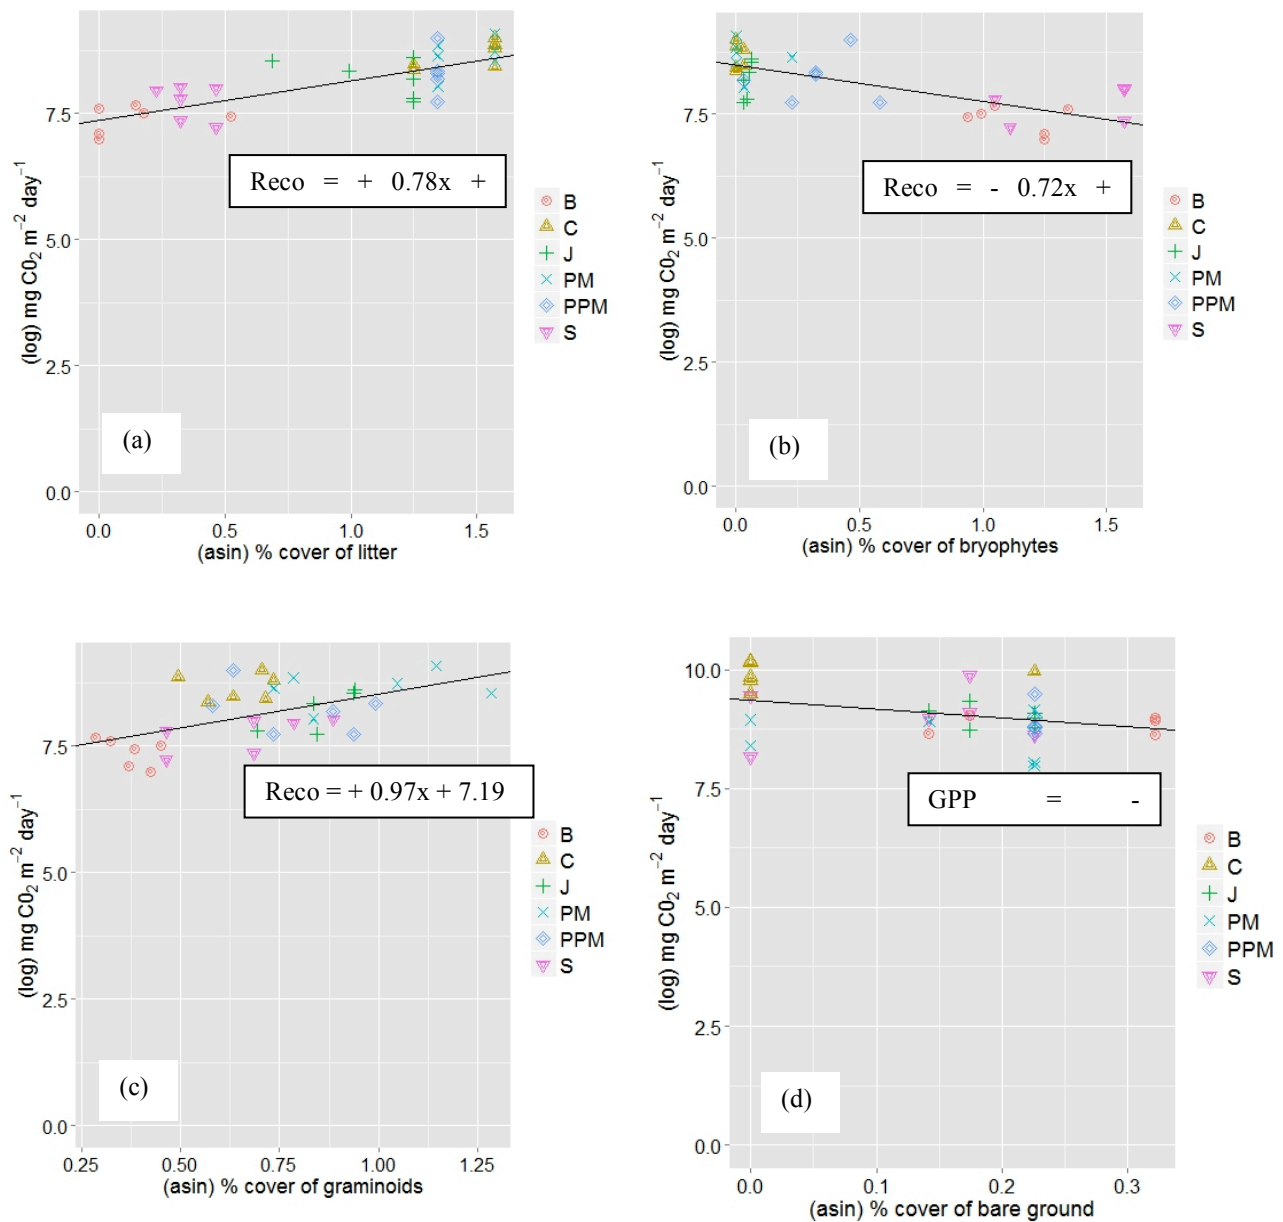 7.5
5.0
2.5
0.0
(log) mg C0₂ m⁻² day⁻¹
Reco = + 0.78x +
(a)
0.0 0.5 1.0 1.5
(asin) % cover of litter
B
C
J
PM
PPM
S
7.5
5.0
2.5
0.0
(log) mg C0₂ m⁻² day⁻¹
Reco = - 0.72x +
(b)
0.0 0.5 1.0 1.5
(asin) % cover of bryophytes
B
C
J
PM
PPM
S
7.5
5.0
2.5
0.0
(log) mg C0₂ m⁻² day⁻¹
Reco = + 0.97x + 7.19
(c)
0.25 0.50 0.75 1.00 1.25
(asin) % cover of graminoids
B
C
J
PM
PPM
S
10.0
7.5
5.0
2.5
0.0
(log) mg C0₂ m⁻² day⁻¹
GPP = -
(d)
0.0 0.1 0.2 0.3
(asin) % cover of bare ground
B
C
J
PM
PPM
S